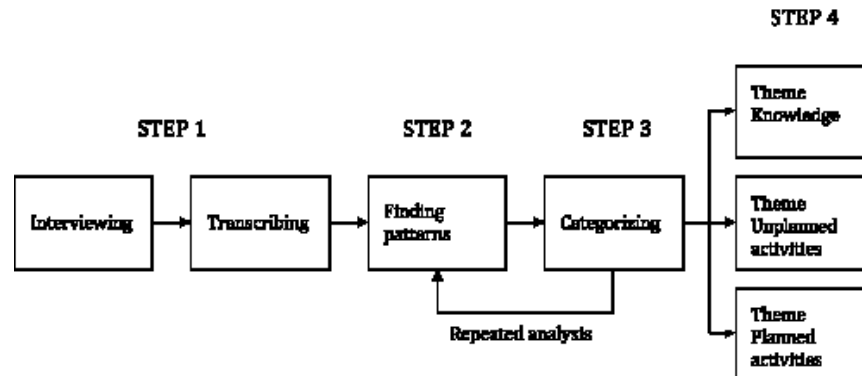 STEP 4
STEP 1
STEP 2
STEP 3
Interviewing
Transcribing
Finding
patterns
Categorizing
Theme
Knowledge
Theme
Unplanned
activities
Theme
Planned
activities
Repeated analysis